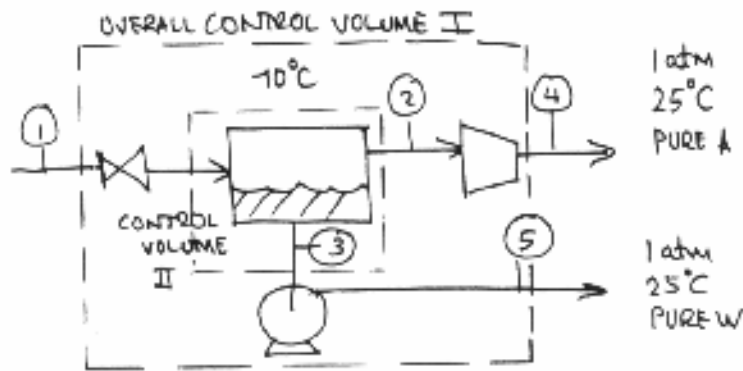 OVERALL CONTROL VOLUME I
10°C
1 atm
25°C
PURE A
1
2
4
CONTROL
VOLUME
II
3
5
1 atm
25°C
PURE W